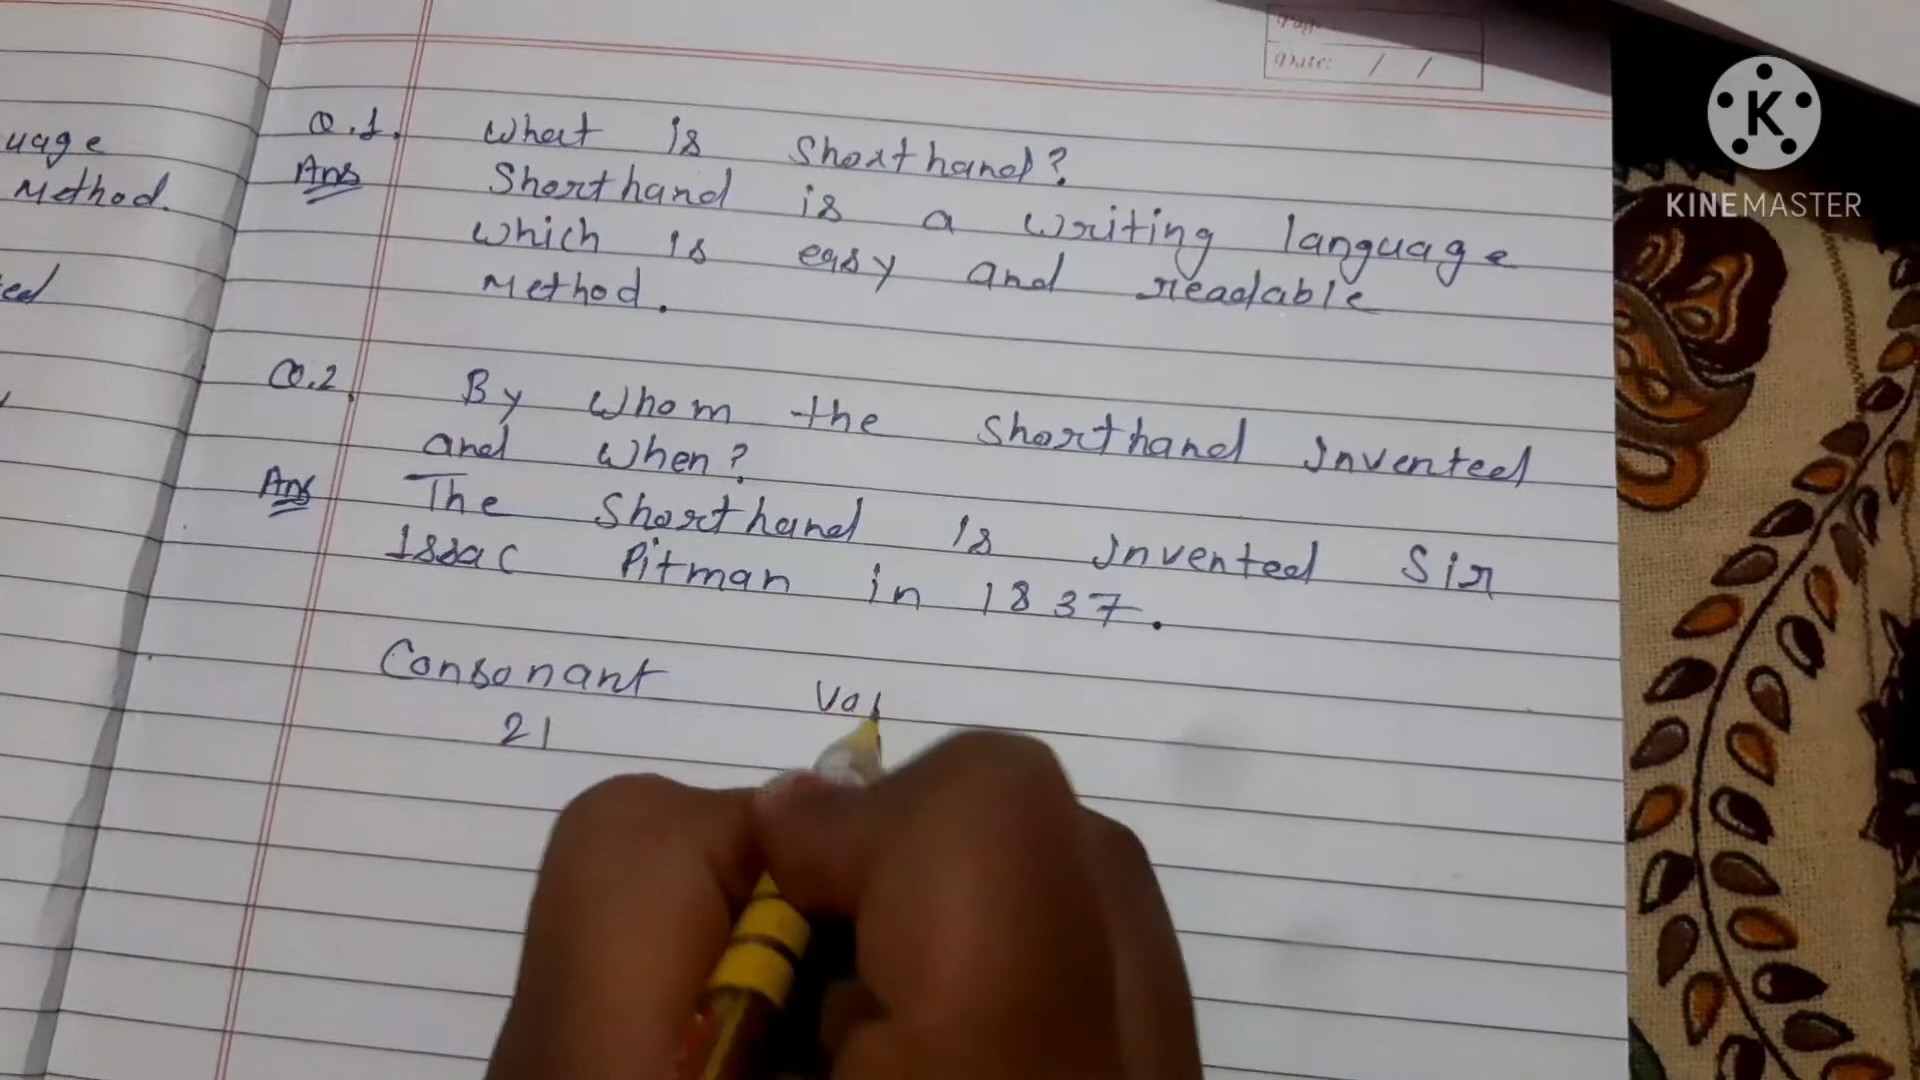 Date: / /
KINEMASTER
uage
Method.
Q.1. What is Shorthand?
Ans Shorthand is a writing language
which is easy and readable
Method.
Q.2. By Whom the Shorthand Invented
and When?
Ans The Shorthand is invented Sir
Issac Pitman in 1837.
Consonant
21